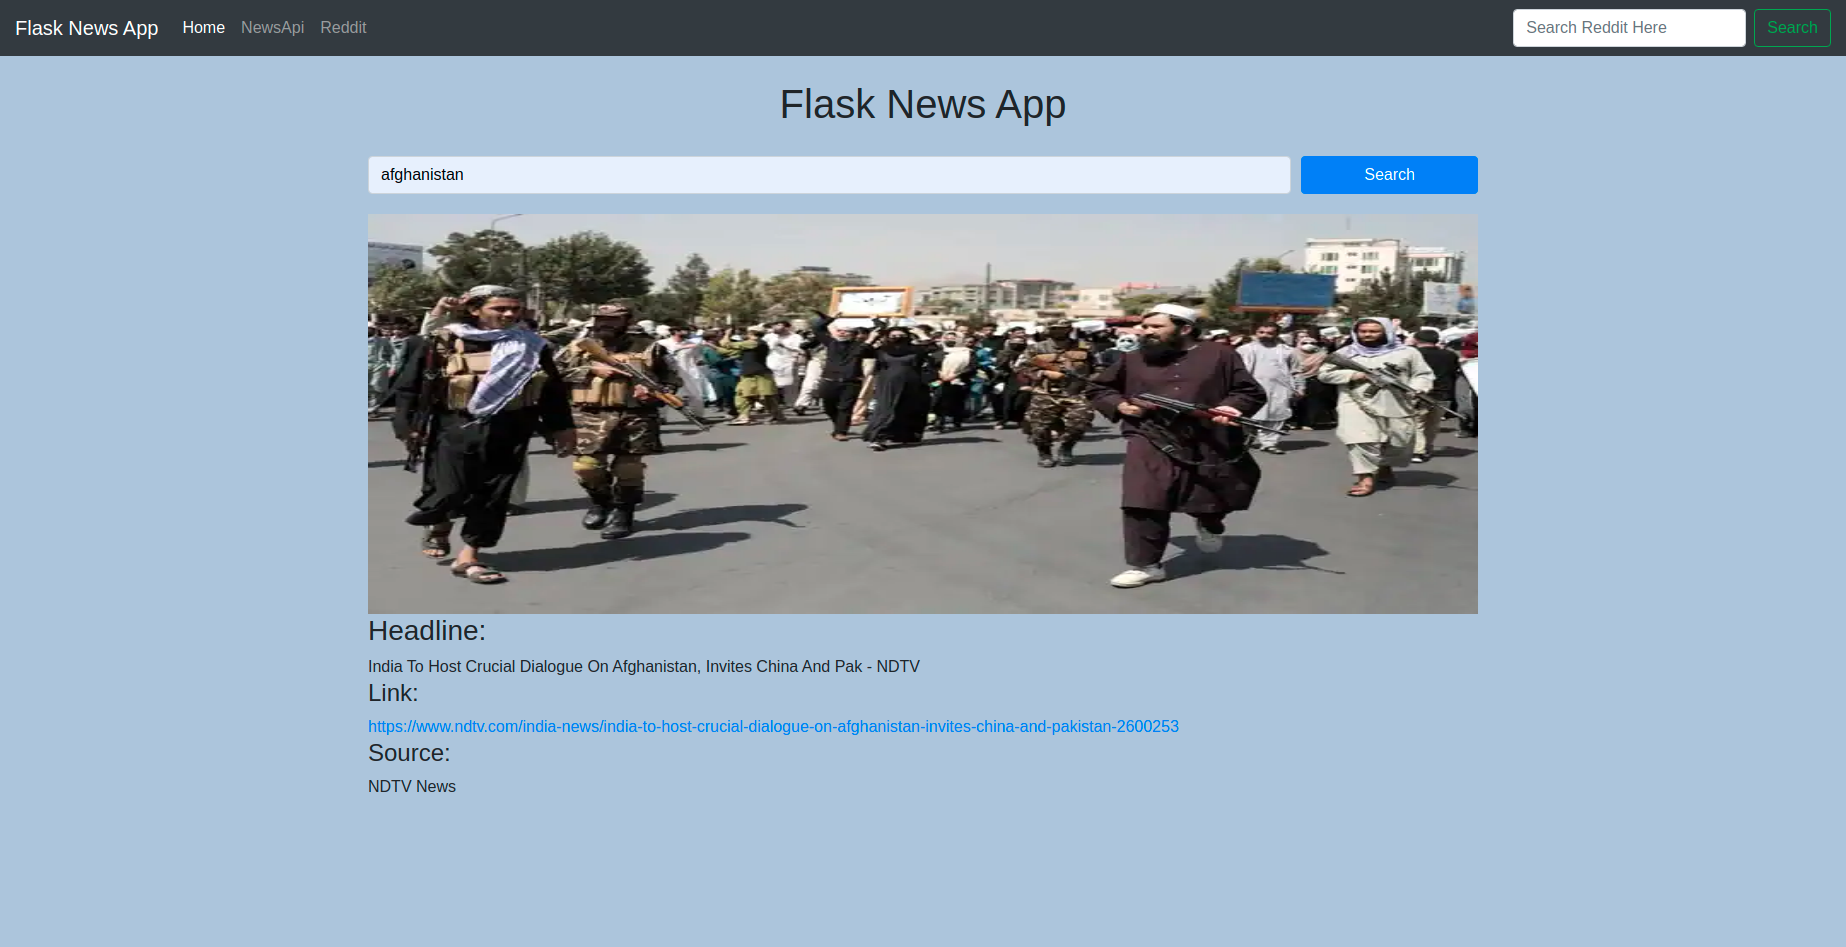 Flask News App Home NewsApi Reddit Search Reddit Here Search
Flask News App
afghanistan Search
Headline:
India To Host Crucial Dialogue On Afghanistan, Invites China And Pak - NDTV
Link:
https://www.ndtv.com/india-news/india-to-host-crucial-dialogue-on-afghanistan-invites-china-and-pakistan-2600253
Source:
NDTV News